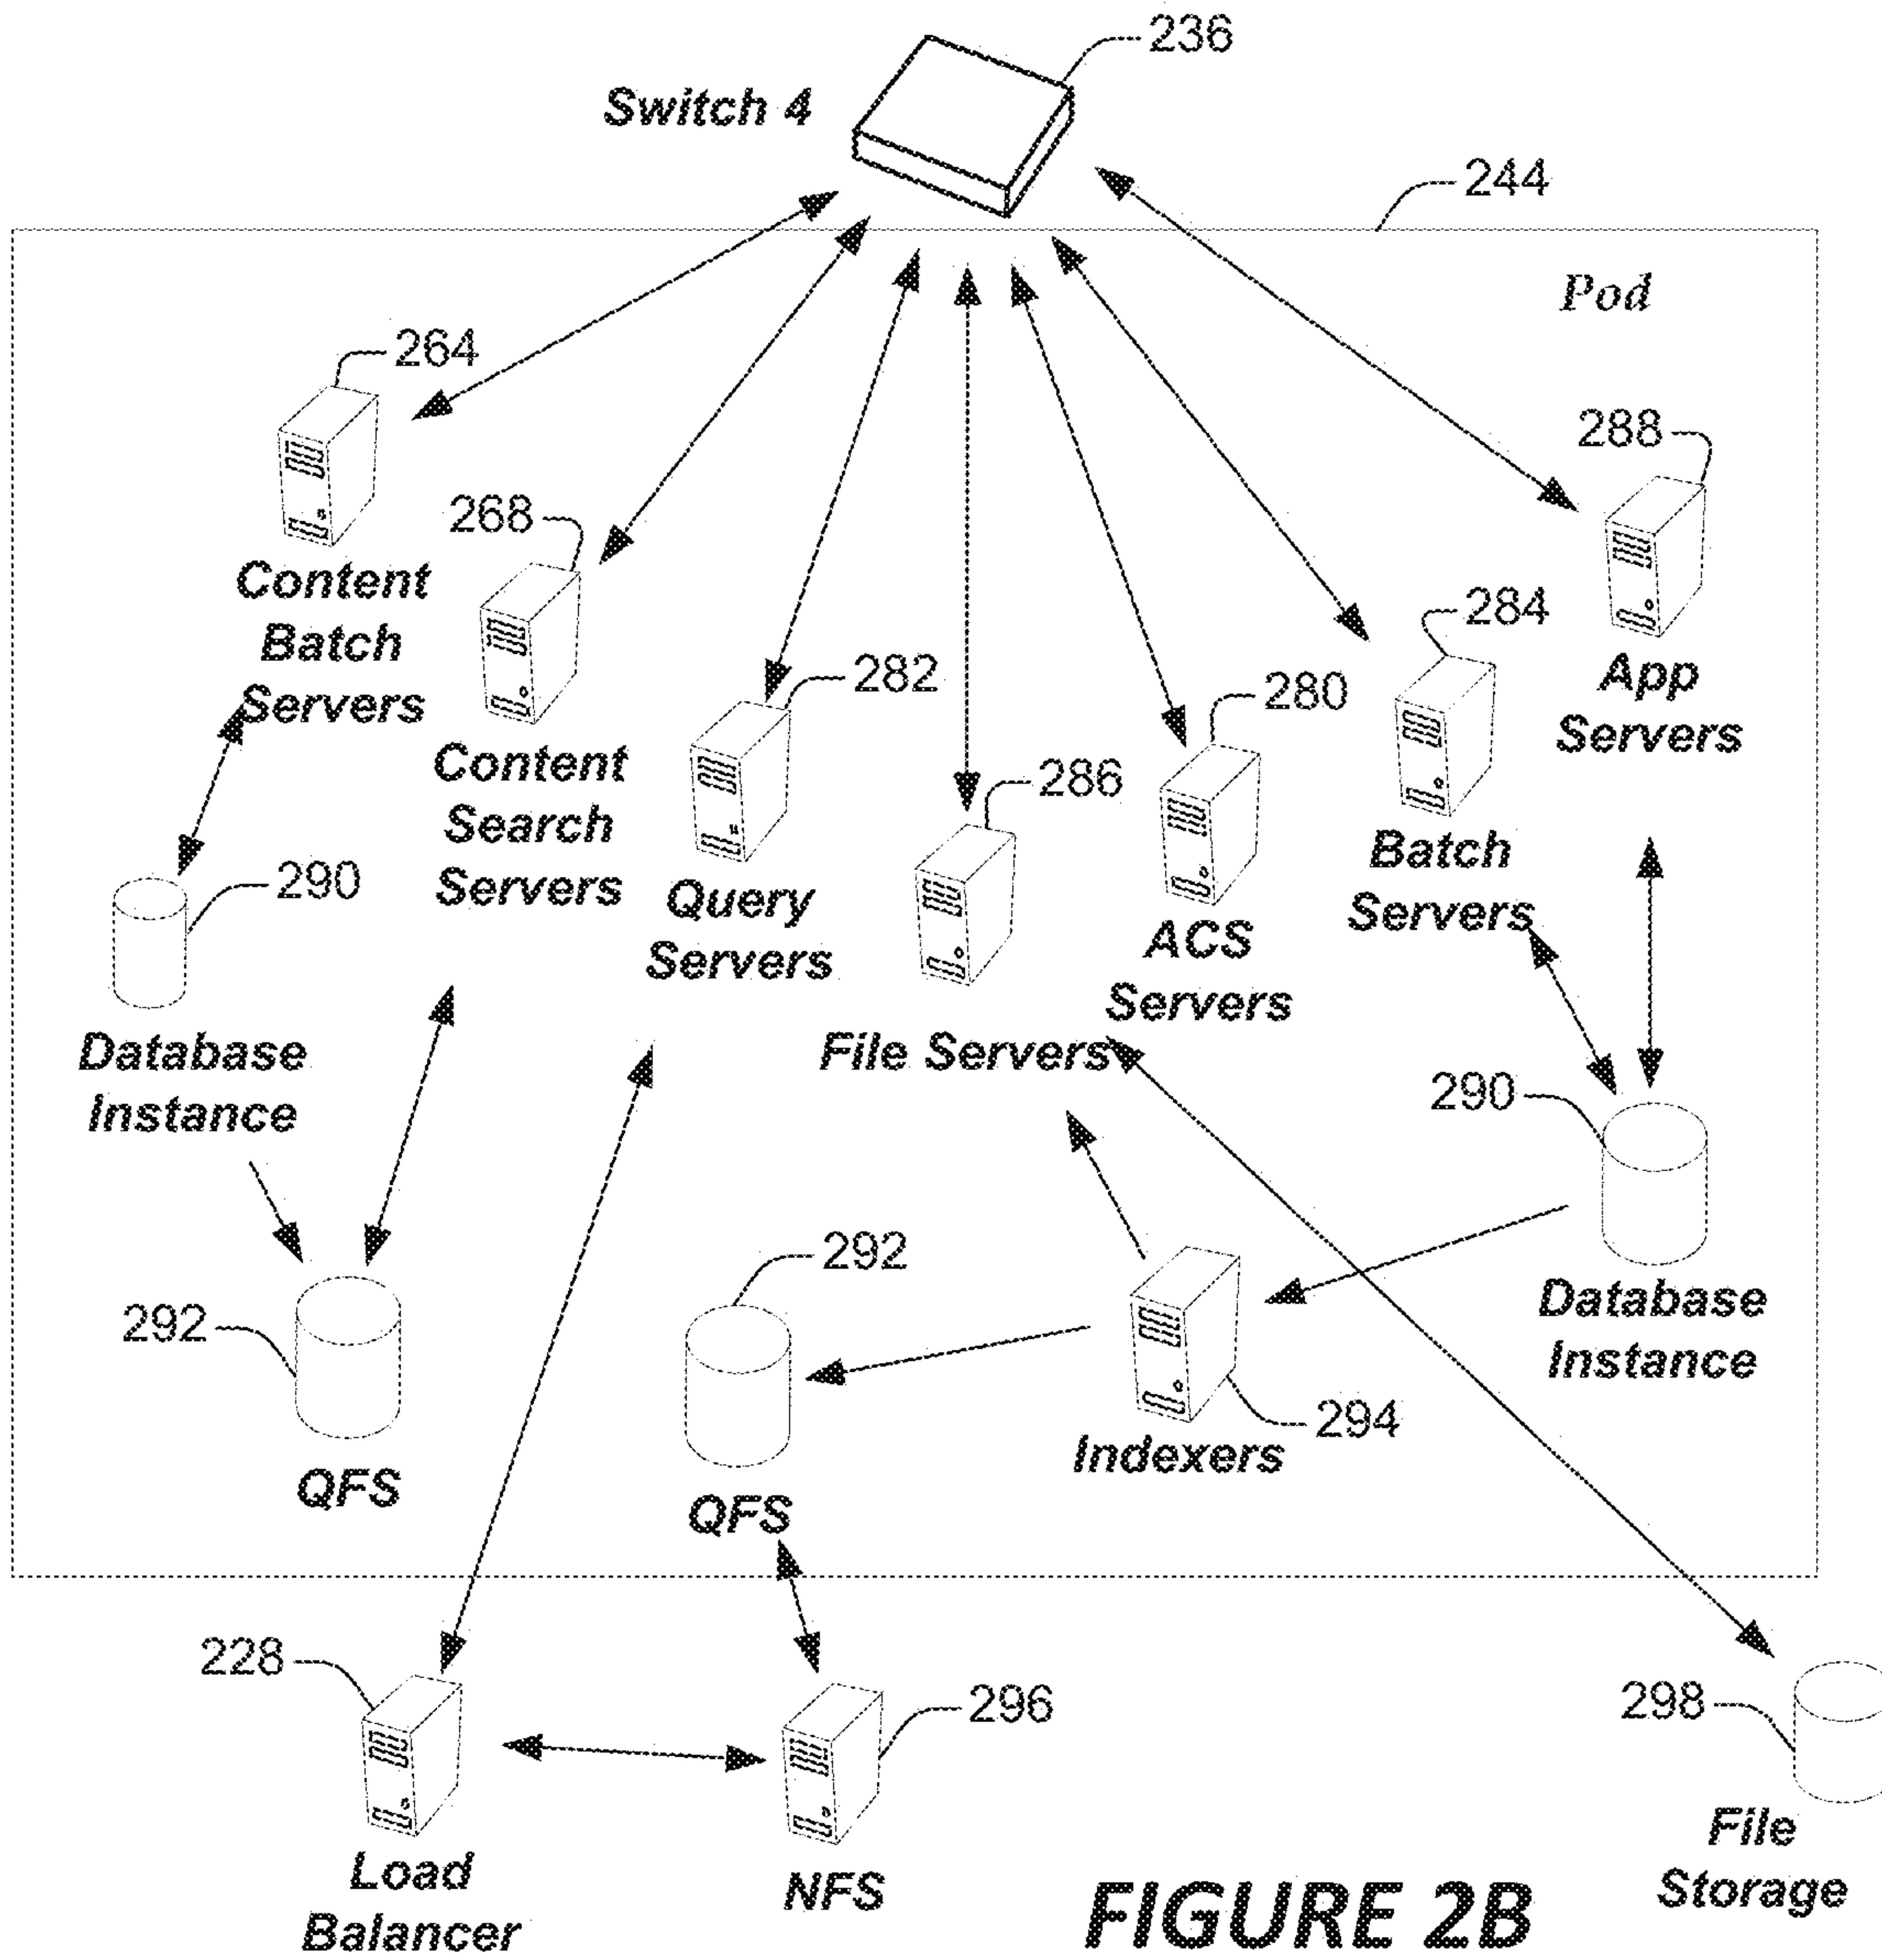 236
Switch 4
244
Pod
264
288
268
Content
Batch
Servers
284
282
280
App
Servers
Content
Search
Servers
286
Batch
Servers
290
Query
Servers
ACS
Servers
Database
Instance
File Servers
290
292
292
Database
Instance
294
Indexers
QFS
QFS
228
296
298
Load
Balancer
NFS
File
Storage
FIGURE 2B